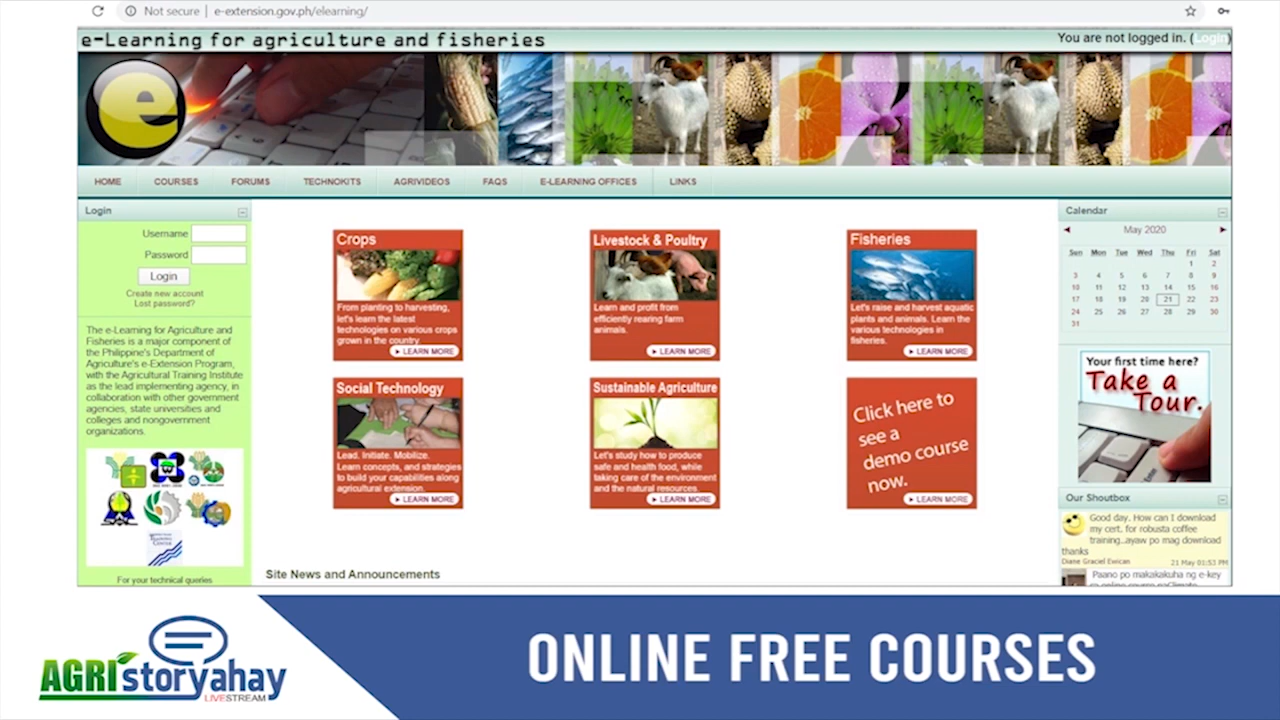 Not secure | e-extension.gov.ph/elearning/
e-Learning for agriculture and fisheries
You are not logged in. (Login)
e
HOME
COURSES
FORUMS
TECHNOKITS
AGRIVIDEOS
FAQS
E-LEARNING OFFICES
LINKS
Login
Username
Password
Login
Create new account
Lost password?
The e-Learning for Agriculture and
Fisheries is a major component of
the Philippine's Department of
Agriculture's e-Extension Program,
with the Agricultural Training Institute
as the lead implementing agency, in
collaboration with other government
agencies, state universities and
colleges and nongovernment
organizations.
For your technical queries
Crops
From planting to harvesting,
let's learn the latest
technologies on various crops
grown in the country.
LEARN MORE
Livestock & Poultry
Learn and profit from
efficiently rearing farm
animals.
LEARN MORE
Fisheries
Let's raise and harvest aquatic
plants and animals. Learn the
various technologies in
fisheries.
LEARN MORE
Social Technology
Lead. Initiate. Mobilize.
Learn concepts, and strategies
to build your capabilities along
agricultural extension.
LEARN MORE
Sustainable Agriculture
Let's study how to produce
safe and health food, while
taking care of the environment
and the natural resources.
LEARN MORE
Click here to
see a
demo course
now.
LEARN MORE
Site News and Announcements
Calendar
May 2020
Sun Mon Tue Wed Thu Fri Sat
1 2
3 4 5 6 7 8 9
10 11 12 13 14 15 16
17 18 19 20 21 22 23
24 25 26 27 28 29 30
31
Your first time here?
Take a
Tour.
Our Shoutbox
Good day. How can I download
my cert. for robusta coffee
training..ayaw po mag download
thanks
Diane Graciel Ewican 21 May 01:53 PM
Paano po makakakuha ng e-key
AGRIstoryahay
LIVESTREAM
ONLINE FREE COURSES